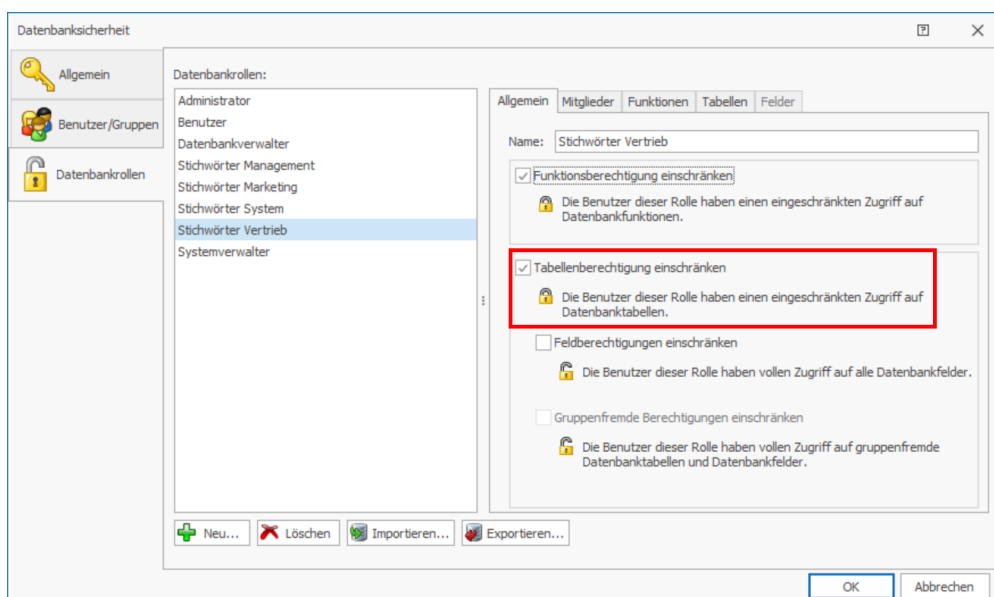 Datenbanksicherheit
Allgemein
Benutzer/Gruppen
Datenbankrollen
Datenbankrollen:
Administrator
Benutzer
Datenbankverwalter
Stichwörter Management
Stichwörter Marketing
Stichwörter System
Stichwörter Vertrieb
Systemverwalter
Neu...
Löschen
Importieren...
Exportieren...
Allgemein
Mitglieder
Funktionen
Tabellen
Felder
Name: Stichwörter Vertrieb
Funktionsberechtigung einschränken
Die Benutzer dieser Rolle haben einen eingeschränkten Zugriff auf
Datenbankfunktionen.
Tabellenberechtigung einschränken
Die Benutzer dieser Rolle haben einen eingeschränkten Zugriff auf
Datenbanktabellen.
Feldberechtigungen einschränken
Die Benutzer dieser Rolle haben vollen Zugriff auf alle Datenbankfelder.
Gruppenfremde Berechtigungen einschränken
Die Benutzer dieser Rolle haben vollen Zugriff auf gruppenfremde
Datenbanktabellen und Datenbankfelder.
OK
Abbrechen